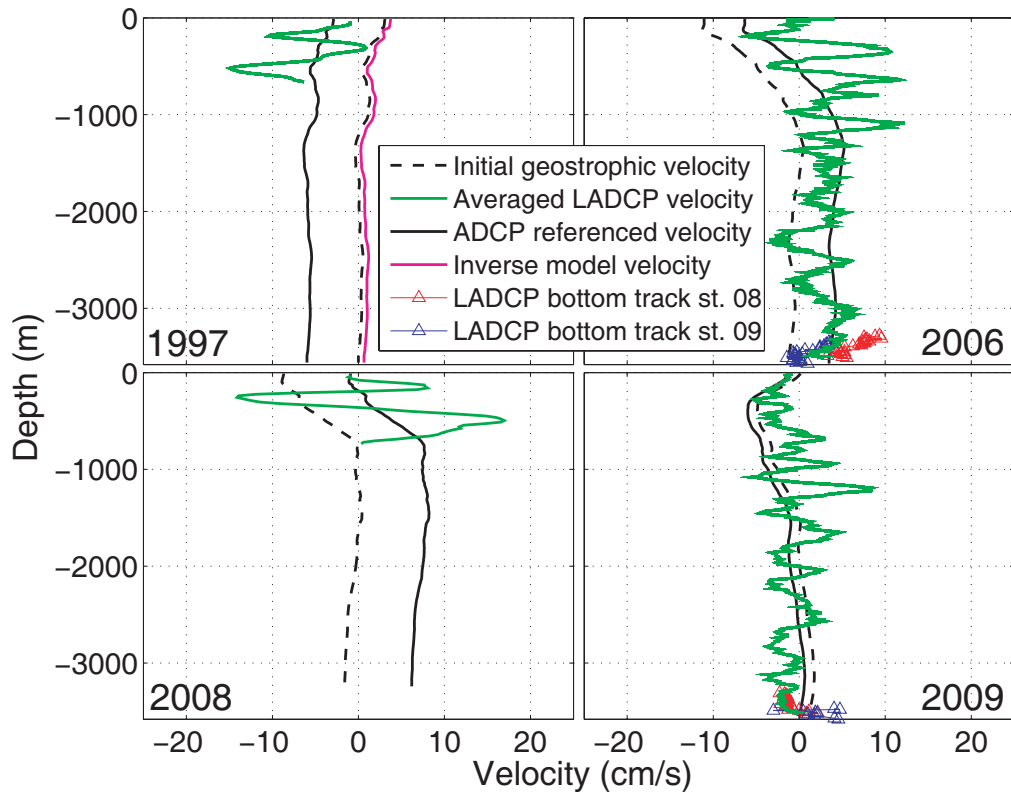 0
−1000
−2000
−3000
Depth (m)
1997
2006
Initial geostrophic velocity
Averaged LADCP velocity
ADCP referenced velocity
Inverse model velocity
LADCP bottom track st. 08
LADCP bottom track st. 09
0
−1000
−2000
−3000
2008
2009
−20 −10 0 10 20
−20 −10 0 10 20
Velocity (cm/s)